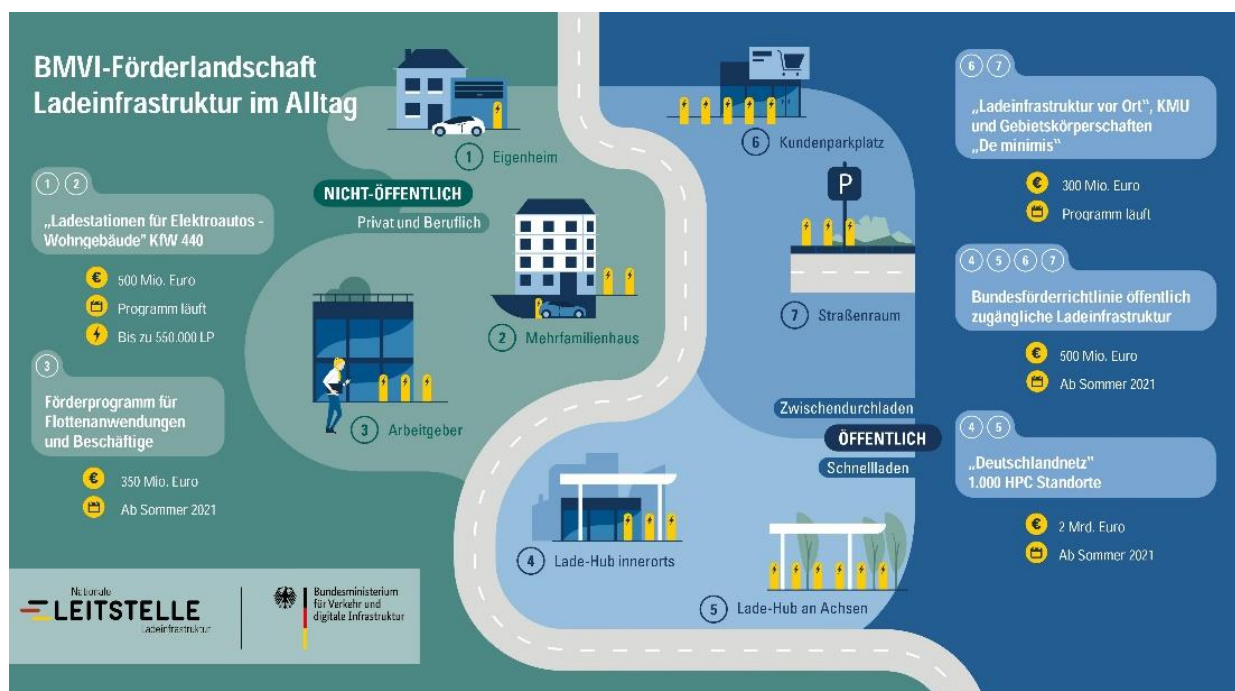 BMVI-Förderlandschaft
Ladeinfrastruktur im Alltag
1 2
„Ladestationen für Elektroautos -
Wohngebäude" KfW 440
€ 500 Mio. Euro
Programm läuft
Bis zu 550.000 LP
3
Förderprogramm für
Flottenanwendungen
und Beschäftige
€ 350 Mio. Euro
Ab Sommer 2021
1 Eigenheim
NICHT-ÖFFENTLICH
Privat und Beruflich
2 Mehrfamilienhaus
3 Arbeitgeber
6 Kundenparkplatz
P
7 Straßenraum
Zwischendurchladen
ÖFFENTLICH
Schnellladen
4 Lade-Hub innerorts
5 Lade-Hub an Achsen
6 7
„Ladeinfrastruktur vor Ort", KMU
und Gebietskörperschaften
„De minimis"
€ 300 Mio. Euro
Programm läuft
4 5 6 7
Bundesförderrichtlinie öffentlich
zugängliche Ladeinfrastruktur
€ 500 Mio. Euro
Ab Sommer 2021
4 5
„Deutschlandnetz"
1.000 HPC Standorte
€ 2 Mrd. Euro
Ab Sommer 2021
Nationale
LEITSTELLE
Ladeinfrastruktur
Bundesministerium
für Verkehr und
digitale Infrastruktur